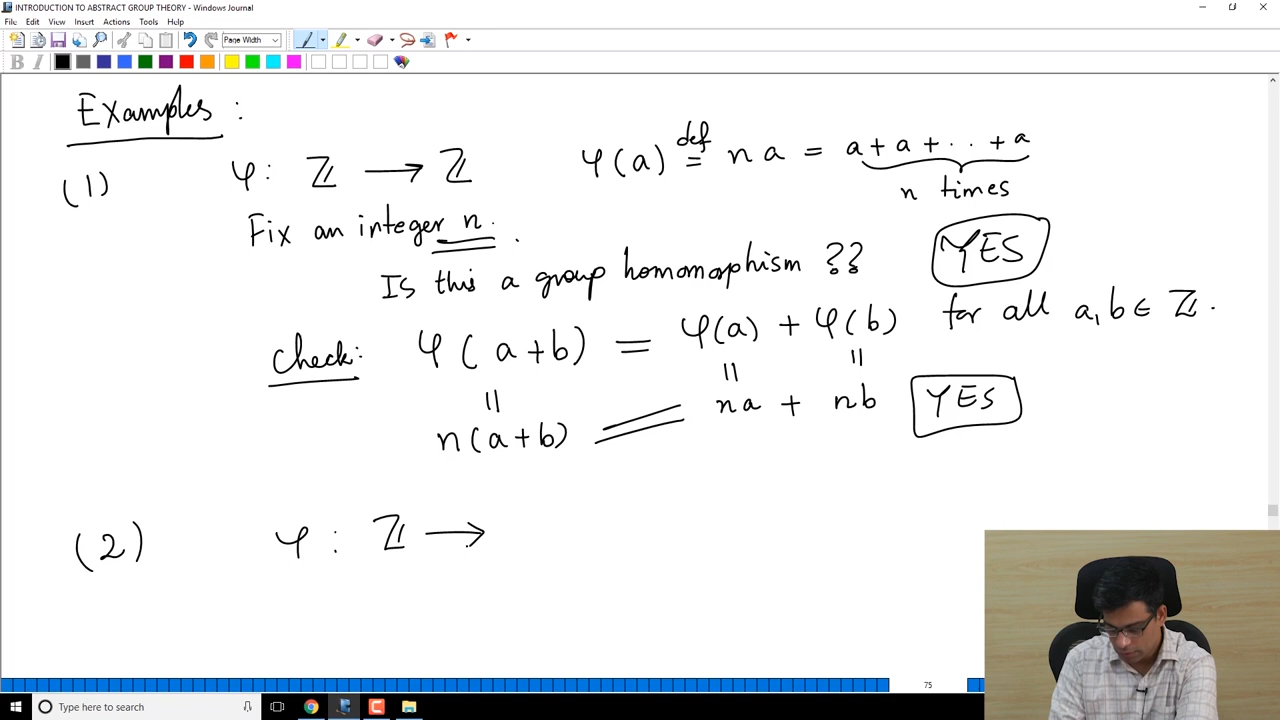 INTRODUCTION TO ABSTRACT GROUP THEORY - Windows Journal
File Edit View Insert Actions Tools Help
Page Width
B I
Examples :
(1) φ: ℤ → ℤ φ(a) def = na = a + a + ... + a
n times
Fix an integer n.
Is this a group homomorphism ?? YES
Check: φ(a+b) = φ(a) + φ(b) for all a, b ∈ ℤ.
|| || ||
n(a+b) = na + nb YES
(2) φ : ℤ →
75
Type here to search